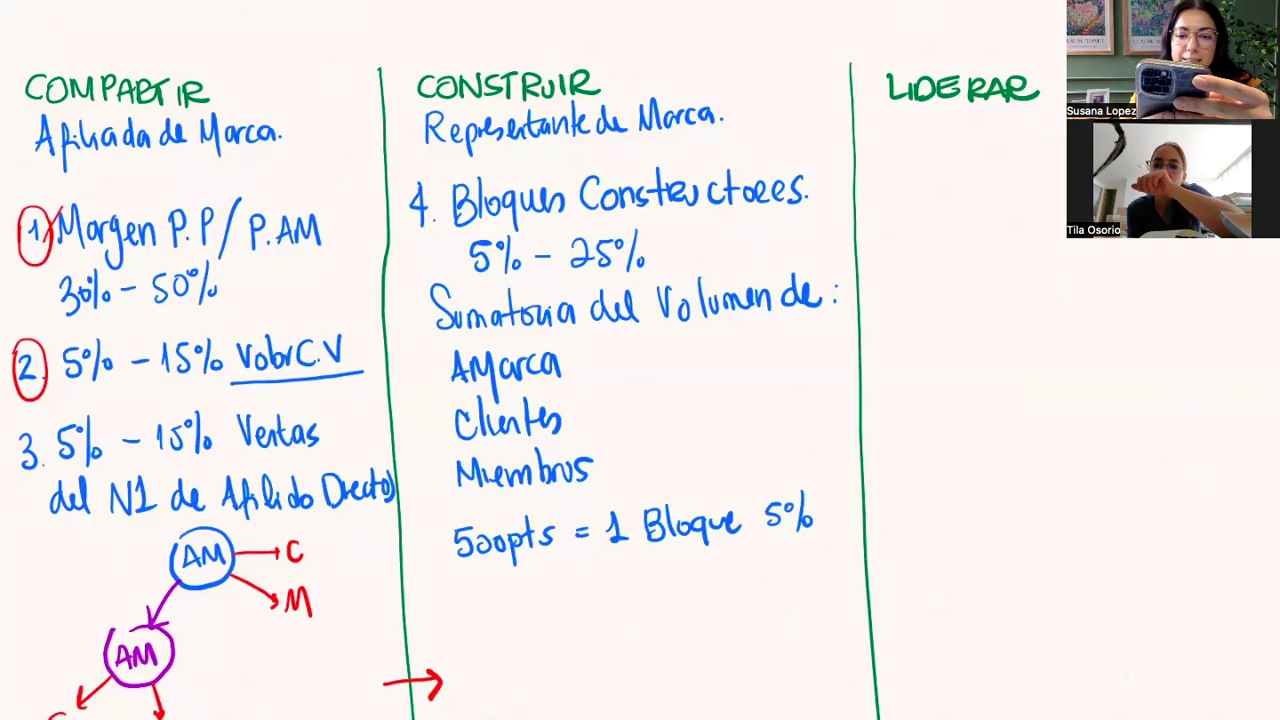 COMPARTIR
Afiliada de Marca.
1. Margen P.P / P.AM
30% - 50%
2. 5% - 15% Vol C.V
3. 5% - 15% Ventas
del N1 de Afilido Directo)
AM
C
M
AM
CONSTRUIR
Representante de Marca.
4. Bloques Constructores.
5% - 25%
Sumatoria del Volumen de:
AMarca
Clientes
Miembros
500pts = 1 Bloque 5%
LIDERAR
Susana Lopez
Tila Osorio